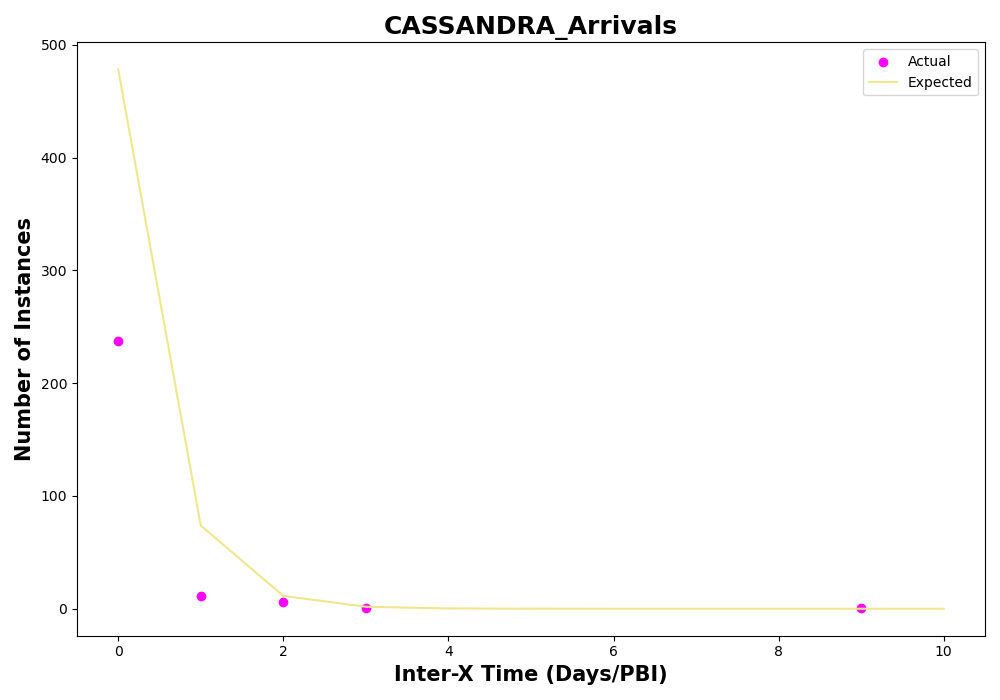 CASSANDRA_Arrivals
500
400
300
200
100
0
Number of Instances
Actual
Expected
0 2 4 6 8 10
Inter-X Time (Days/PBI)